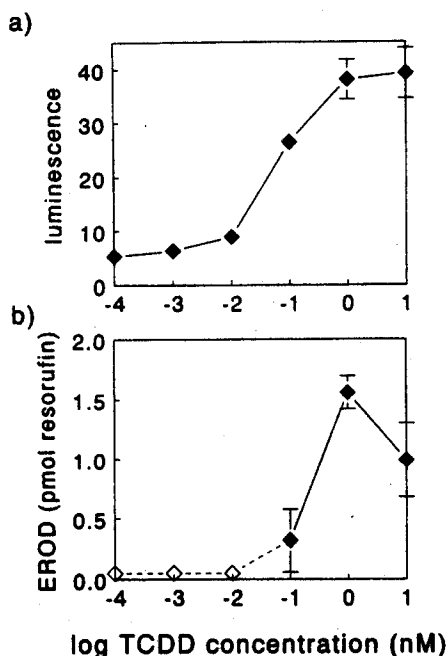 a)
luminescence
40
30
20
10
0
-4 -3 -2 -1 0 1
b)
EROD (pmol resorufin)
2.0
1.5
1.0
0.5
0.0
-4 -3 -2 -1 0 1
log TCDD concentration (nM)